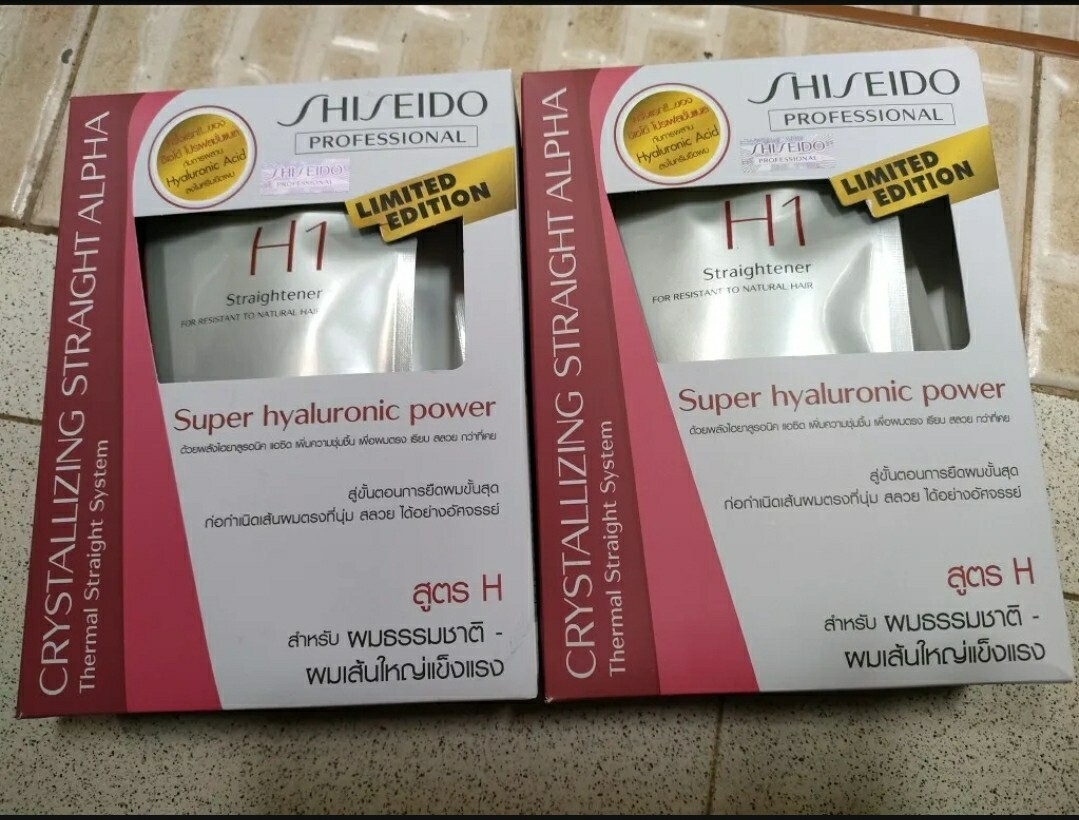 CRYSTALLIZING STRAIGHT ALPHA
Thermal Straight System
Hyaluronic Acid
SHISEIDO
PROFESSIONAL
SHISEIDO
PROFESSIONAL
LIMITED
EDITION
H1
Straightener
FOR RESISTANT TO NATURAL HAIR
Super hyaluronic power
ด้วยพลังไฮยาลูรอนิค แอซิด เพิ่มความชุ่มชื้น เพื่อผมตรง เรียบ สลวย กว่าที่เคย
สู่ขั้นตอนการยืดผมขั้นสุด
ก่อกำเนิดเส้นผมตรงที่นุ่ม สลวย ได้อย่างอัศจรรย์
สูตร H
สำหรับ ผมธรรมชาติ -
ผมเส้นใหญ่แข็งแรง
CRYSTALLIZING STRAIGHT ALPHA
Thermal Straight System
Hyaluronic Acid
SHISEIDO
PROFESSIONAL
SHISEIDO
PROFESSIONAL
LIMITED
EDITION
H1
Straightener
FOR RESISTANT TO NATURAL HAIR
Super hyaluronic power
ด้วยพลังไฮยาลูรอนิค แอซิด เพิ่มความชุ่มชื้น เพื่อผมตรง เรียบ สลวย กว่าที่เคย
สู่ขั้นตอนการยืดผมขั้นสุด
ก่อกำเนิดเส้นผมตรงที่นุ่ม สลวย ได้อย่างอัศจรรย์
สูตร H
สำหรับ ผมธรรมชาติ -
ผมเส้นใหญ่แข็งแรง